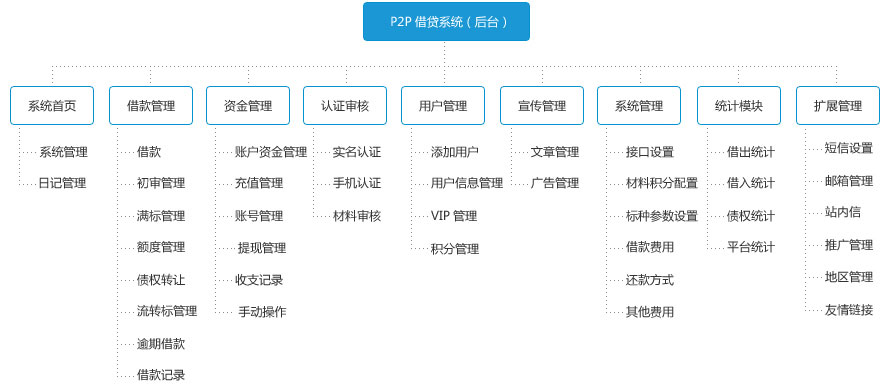 P2P 借贷系统（后台）
系统首页
系统管理
日记管理
借款管理
借款
初审管理
满标管理
额度管理
债权转让
流转标管理
逾期借款
借款记录
资金管理
账户资金管理
充值管理
账号管理
提现管理
收支记录
手动操作
认证审核
实名认证
手机认证
材料审核
用户管理
添加用户
用户信息管理
VIP 管理
积分管理
宣传管理
文章管理
广告管理
系统管理
接口设置
材料积分配置
标种参数设置
借款费用
还款方式
其他费用
统计模块
借出统计
借入统计
债权统计
平台统计
扩展管理
短信设置
邮箱管理
站内信
推广管理
地区管理
友情链接